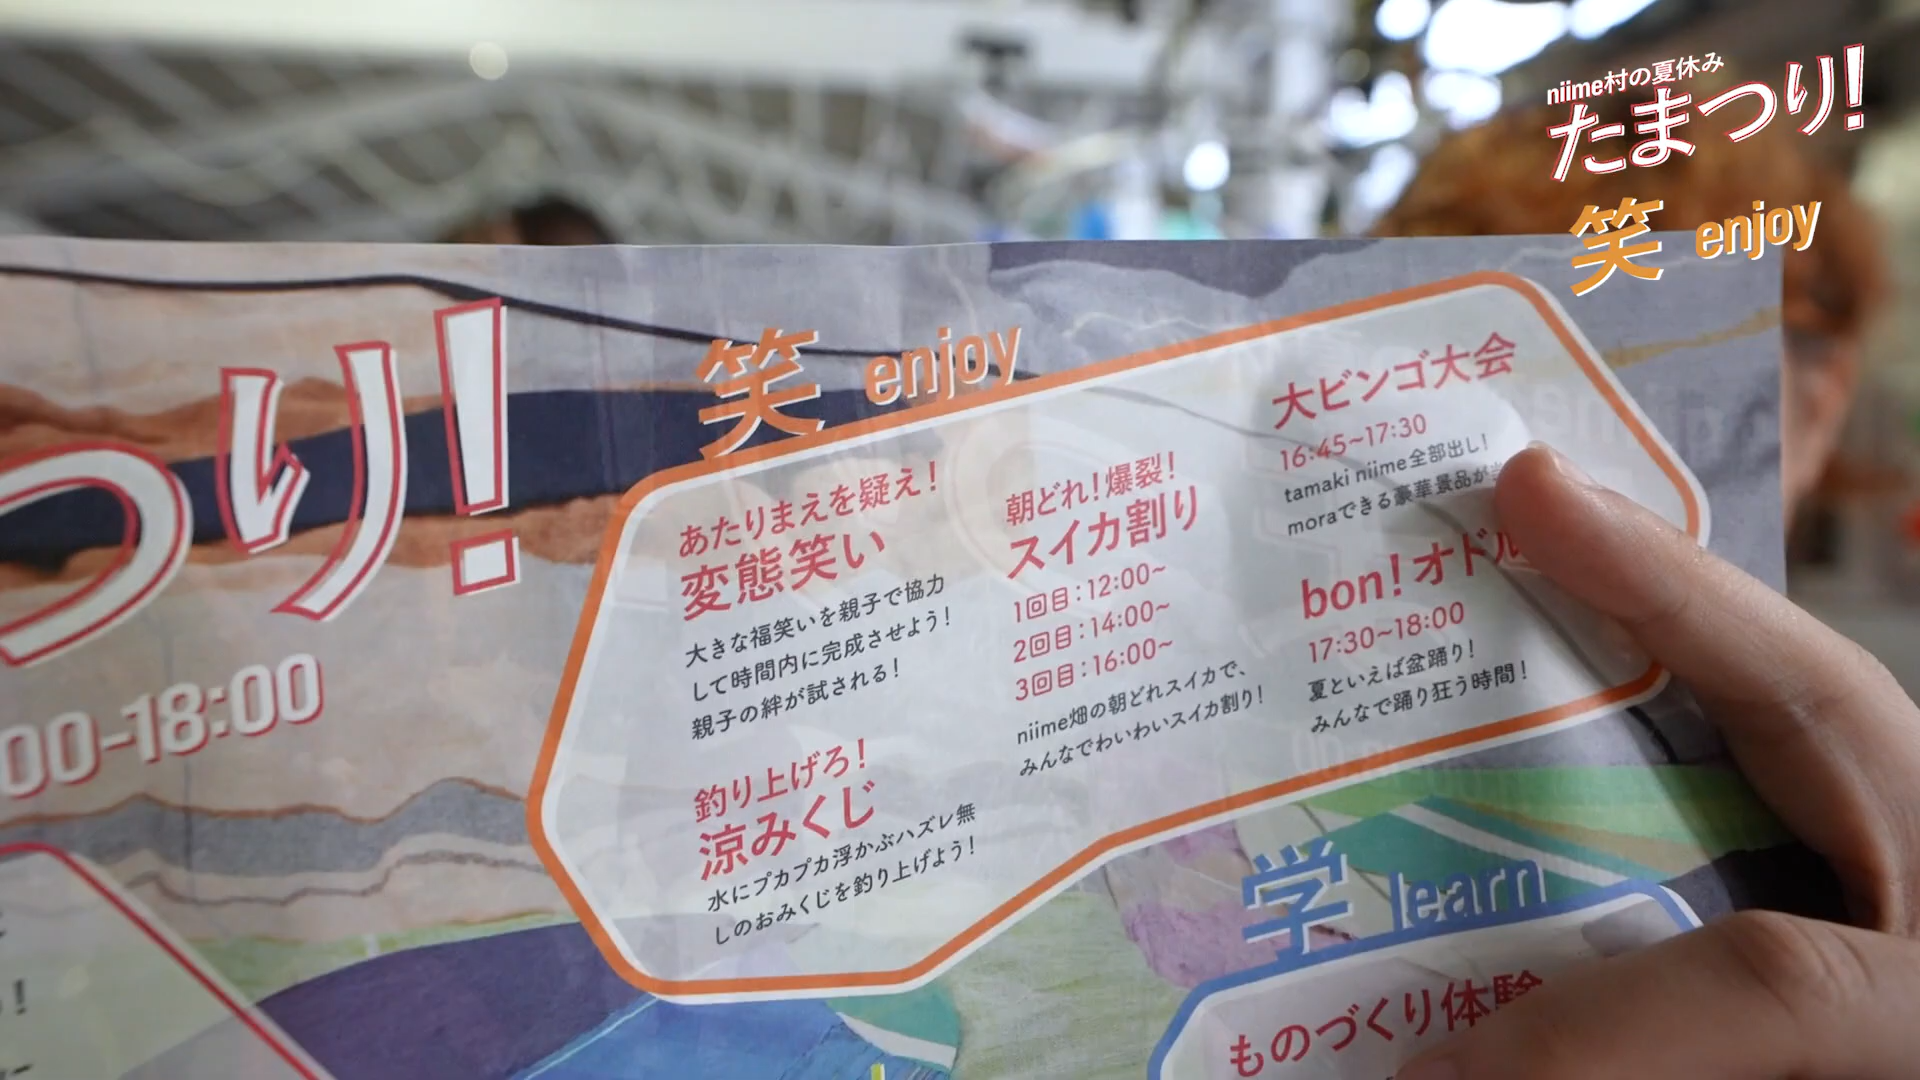 niime村の夏休み
たまつり!
笑 enjoy
つり!
00-18:00
笑 enjoy
あたりまえを疑え!
変態笑い
大きな福笑いを親子で協力
して時間内に完成させよう!
親子の絆が試される!
釣り上げろ!
涼みくじ
水にプカプカ浮かぶハズレ無
しのおみくじを釣り上げよう!
朝どれ!爆裂!
スイカ割り
1回目:12:00~
2回目:14:00~
3回目:16:00~
niime畑の朝どれスイカで、
みんなでわいわいスイカ割り!
大ビンゴ大会
16:45~17:30
tamaki niime全部出し!
moraできる豪華景品が
bon!オドル
17:30~18:00
夏といえば盆踊り!
みんなで踊り狂う時間!
学 learn
ものづくり体験